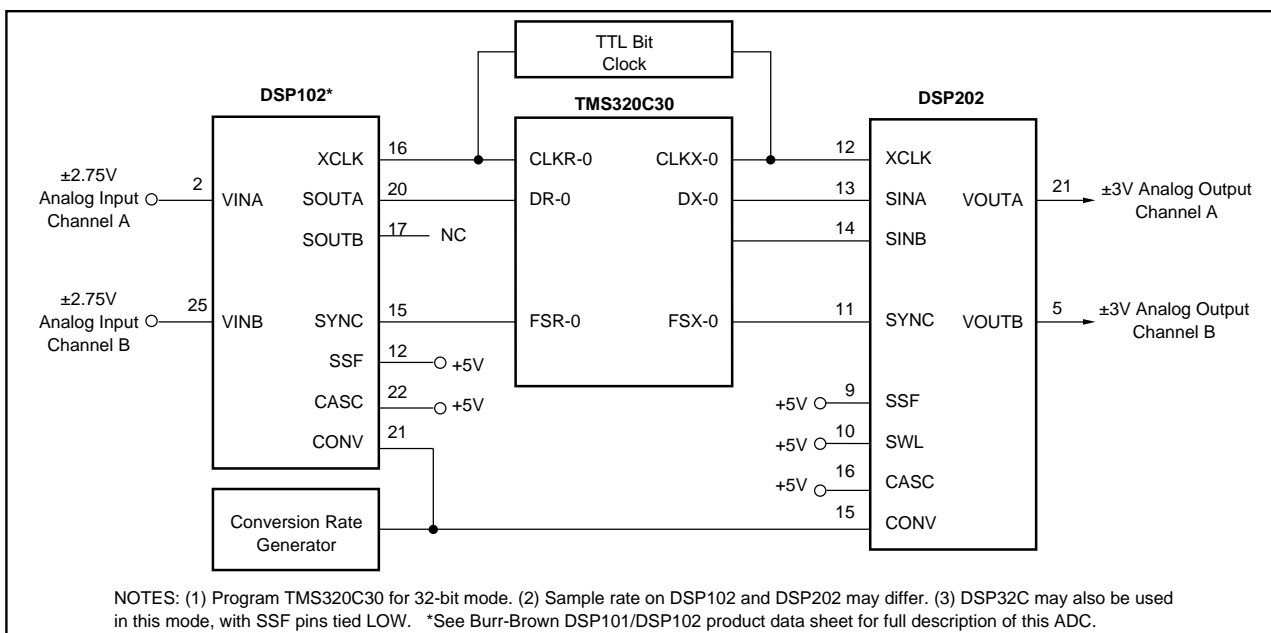 TTL Bit
Clock
DSP102*
TMS320C30
DSP202
±2.75V
Analog Input
Channel A
2
VINA
XCLK
16
CLKR-0
CLKX-0
12
XCLK
SOUTA
20
DR-0
DX-0
13
SINA
VOUTA
21
±3V Analog Output
Channel A
SOUTB
17
NC
14
SINB
±2.75V
Analog Input
Channel B
25
VINB
SYNC
15
FSR-0
FSX-0
11
SYNC
VOUTB
5
±3V Analog Output
Channel B
SSF
12
+5V
CASC
22
+5V
CONV
21
+5V
9
SSF
+5V
10
SWL
+5V
16
CASC
15
CONV
Conversion Rate
Generator
NOTES: (1) Program TMS320C30 for 32-bit mode. (2) Sample rate on DSP102 and DSP202 may differ. (3) DSP32C may also be used
in this mode, with SSF pins tied LOW. *See Burr-Brown DSP101/DSP102 product data sheet for full description of this ADC.